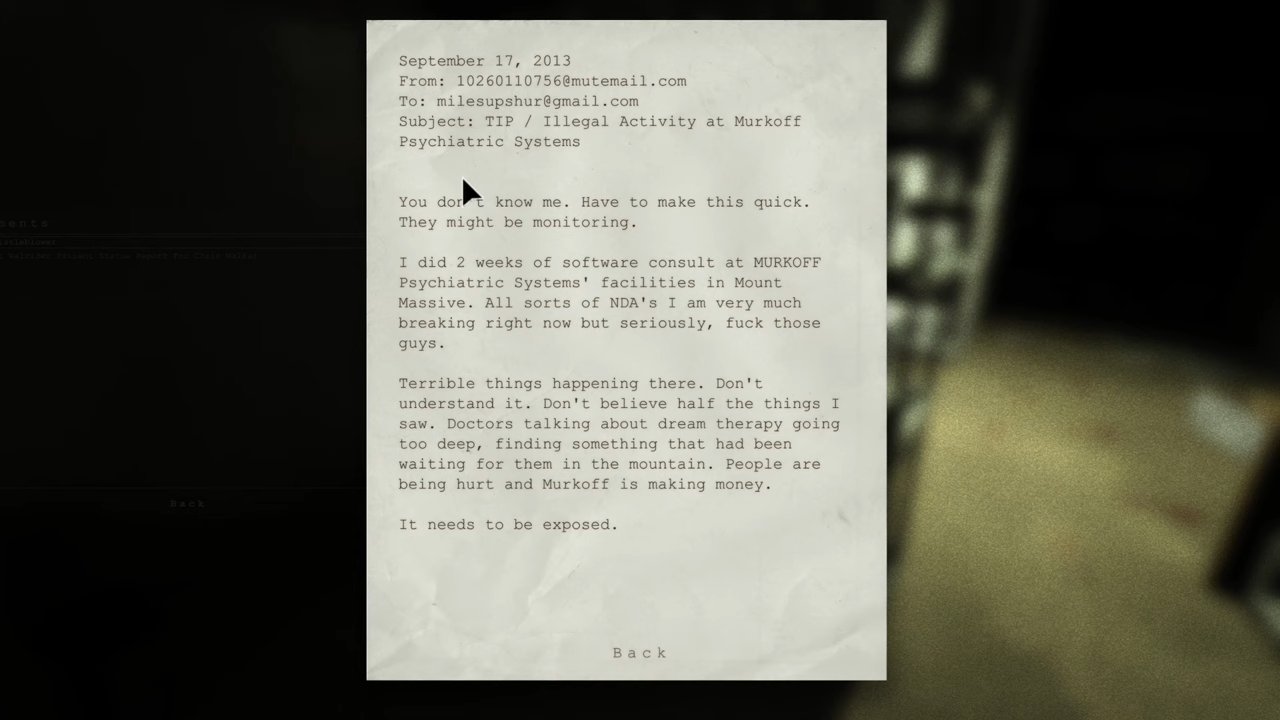 September 17, 2013
From: 10260110756@mutemail.com
To: milesupshur@gmail.com
Subject: TIP / Illegal Activity at Murkoff
Psychiatric Systems
You don't know me. Have to make this quick.
They might be monitoring.
I did 2 weeks of software consult at MURKOFF
Psychiatric Systems' facilities in Mount
Massive. All sorts of NDA's I am very much
breaking right now but seriously, fuck those
guys.
Terrible things happening there. Don't
understand it. Don't believe half the things I
saw. Doctors talking about dream therapy going
too deep, finding something that had been
waiting for them in the mountain. People are
being hurt and Murkoff is making money.
It needs to be exposed.
Back
Back